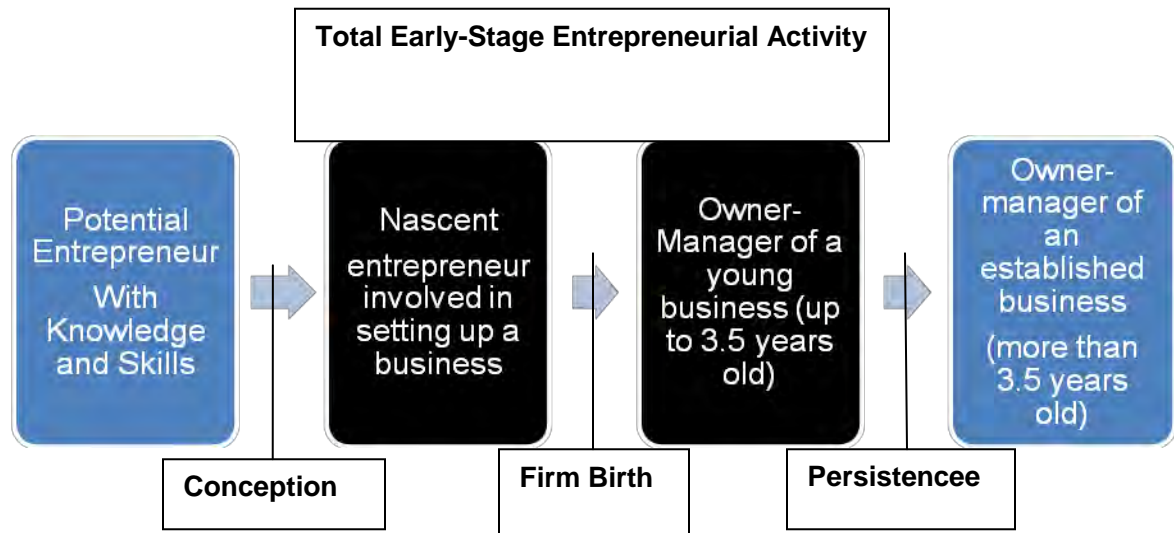 Total Early-Stage Entrepreneurial Activity
Potential
Entrepreneur
With
Knowledge
and Skills
Nascent
entrepreneur
involved in
setting up a
business
Owner-
Manager of a
young
business (up
to 3.5 years
old)
Owner-
manager of
an
established
business
(more than
3.5 years
old)
Conception
Firm Birth
Persistencee